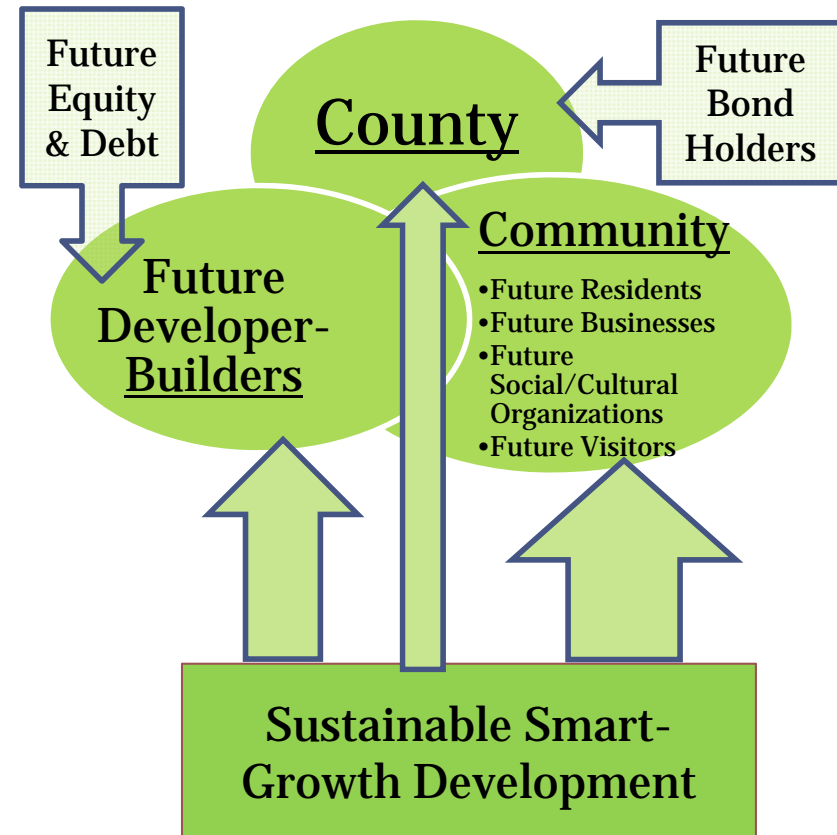 Future
Equity
& Debt
County
Future
Bond
Holders
Future
Developer-
Builders
Community
•Future Residents
•Future Businesses
•Future
Social/Cultural
Organizations
•Future Visitors
Sustainable Smart-
Growth Development